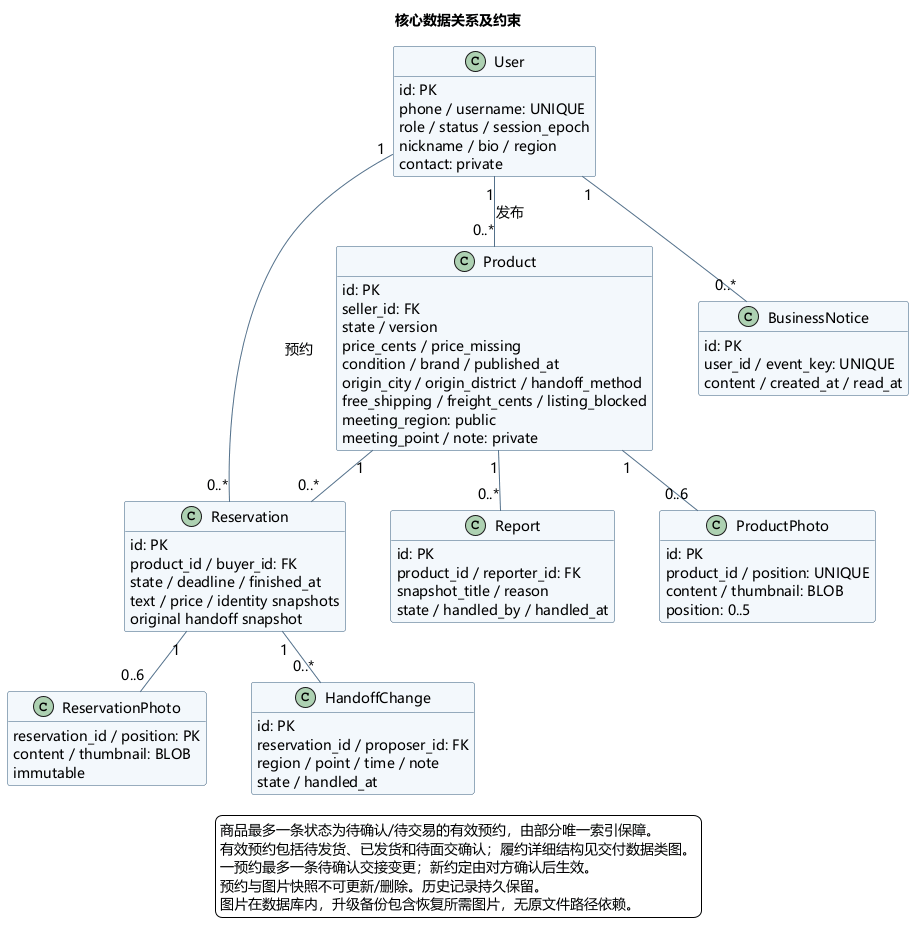 核心数据关系及约束
C User
id: PK
phone / username: UNIQUE
role / status / session_epoch
nickname / bio / region
contact: private
1
1
1
发布
0..*
0..*
C Product
id: PK
seller_id: FK
state / version
price_cents / price_missing
condition / brand / published_at
origin_city / origin_district / handoff_method
free_shipping / freight_cents / listing_blocked
meeting_region: public
meeting_point / note: private
C BusinessNotice
id: PK
user_id / event_key: UNIQUE
content / created_at / read_at
预约
1
1
1
0..*
0..*
0..*
0..6
C Reservation
id: PK
product_id / buyer_id: FK
state / deadline / finished_at
text / price / identity snapshots
original handoff snapshot
C Report
id: PK
product_id / reporter_id: FK
snapshot_title / reason
state / handled_by / handled_at
C ProductPhoto
id: PK
product_id / position: UNIQUE
content / thumbnail: BLOB
position: 0..5
1
1
0..6
0..*
C ReservationPhoto
reservation_id / position: PK
content / thumbnail: BLOB
immutable
C HandoffChange
id: PK
reservation_id / proposer_id: FK
region / point / time / note
state / handled_at
商品最多一条状态为待确认/待交易的有效预约，由部分唯一索引保障。
有效预约包括待发货、已发货和待面交确认；履约详细结构见交付数据类图。
一预约最多一条待确认交接变更；新约定由对方确认后生效。
预约与图片快照不可更新/删除。历史记录持久保留。
图片在数据库内，升级备份包含恢复所需图片，无原文件路径依赖。